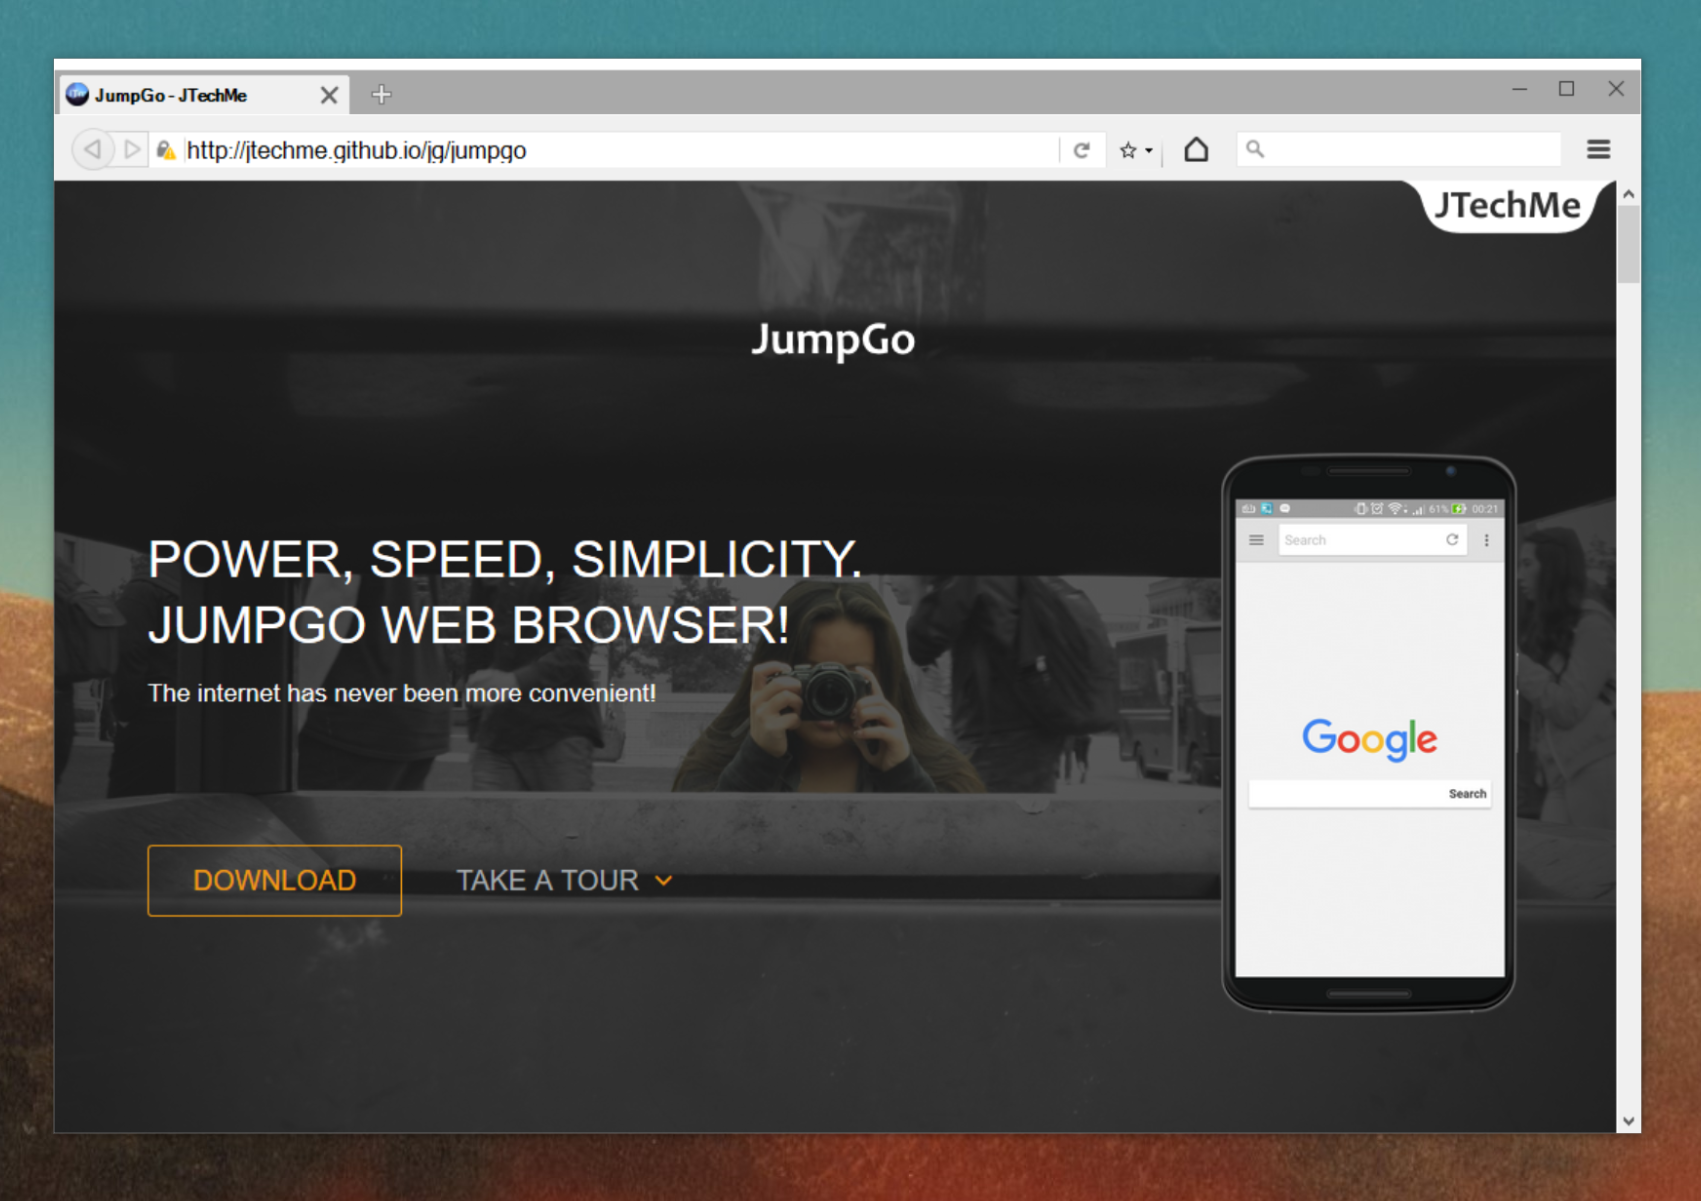 JumpGo - JTechMe
http://jtechme.github.io/jg/jumpgo
JTechMe
JumpGo
POWER, SPEED, SIMPLICITY.
JUMPGO WEB BROWSER!
The internet has never been more convenient!
DOWNLOAD
TAKE A TOUR
61% 00:21
Search
Google
Search